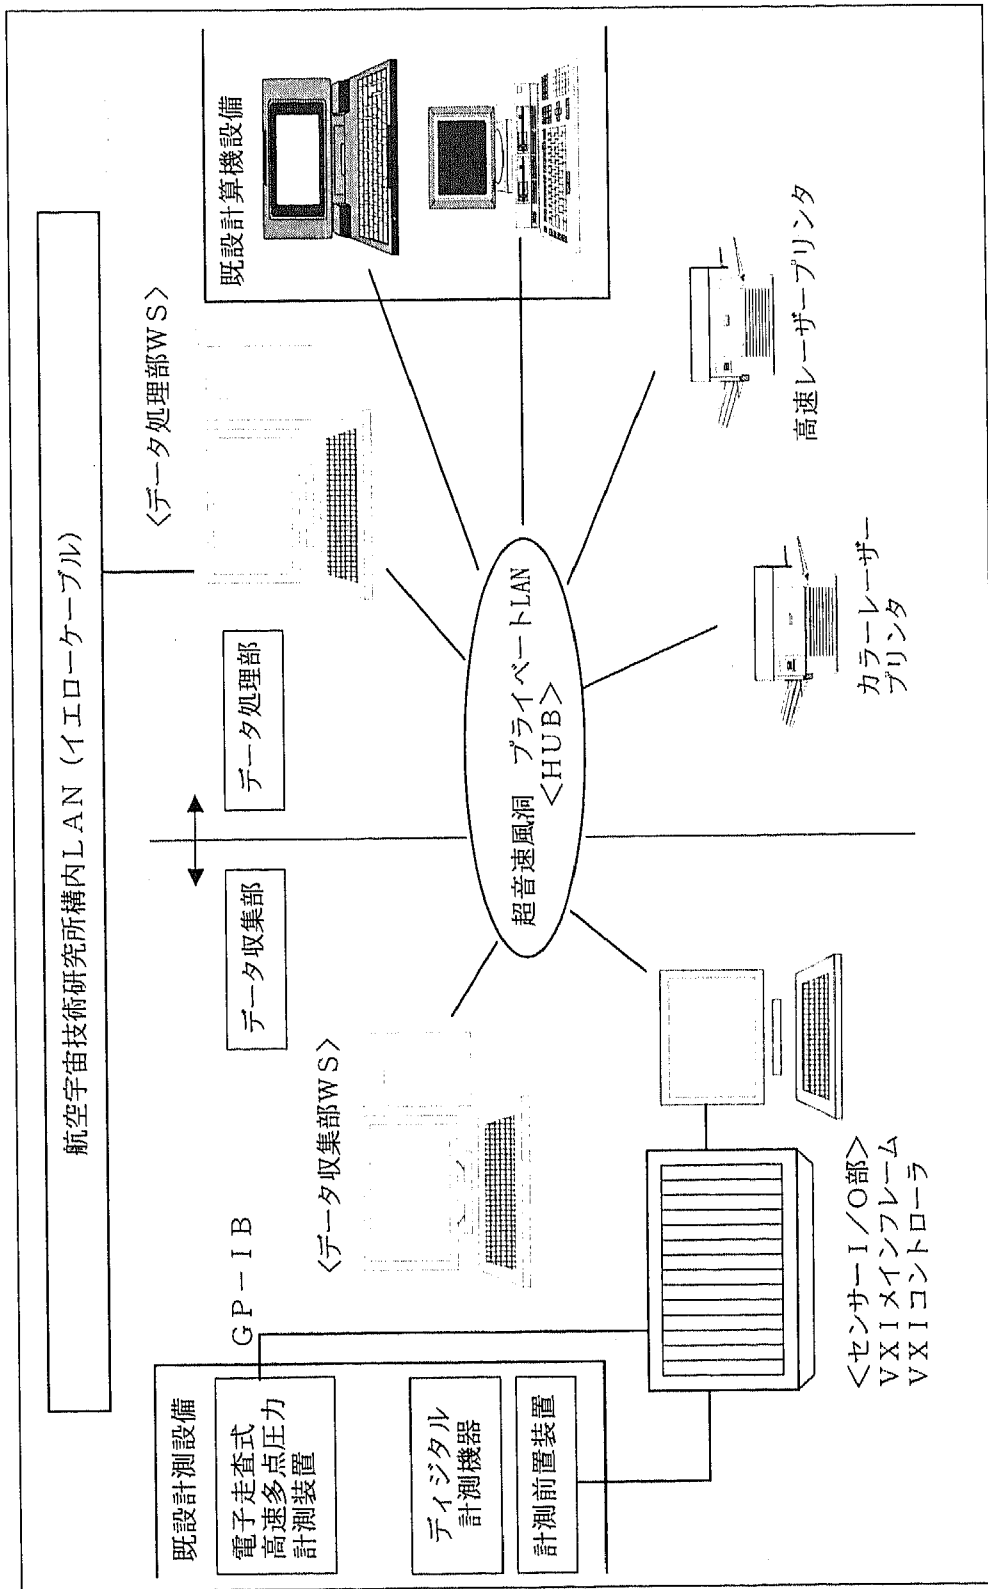 航空宇宙技術研究所構内LAN（イエローケーブル）
既設計測設備
電子走査式
高速多点圧力
計測装置
ディジタル
計測機器
計測前置装置
GP－IB
データ収集部
データ処理部
＜データ収集部WS＞
＜データ処理部WS＞
既設計算機設備
超音速風洞　プライベートLAN
＜HUB＞
＜センサーI／O部＞
VXIメインフレーム
VXIコントローラ
カラーレーザー
プリンタ
高速レーザープリンタ